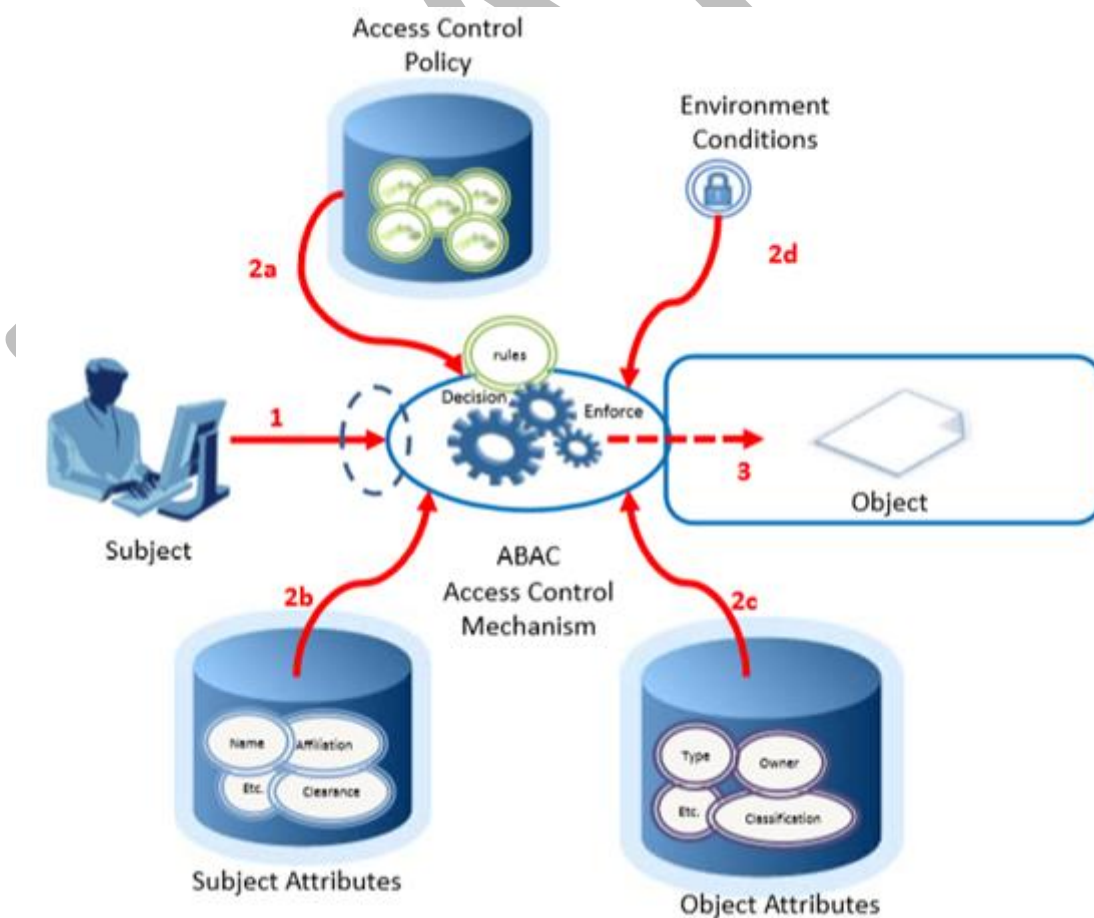 Access Control
Policy
Environment
Conditions
2a
2d
rules
Decision
Enforce
1
3
Subject
Object
ABAC
Access Control
Mechanism
2b
2c
Name
Affiliation
Etc.
Clearance
Type
Owner
Etc.
Classification
Subject Attributes
Object Attributes